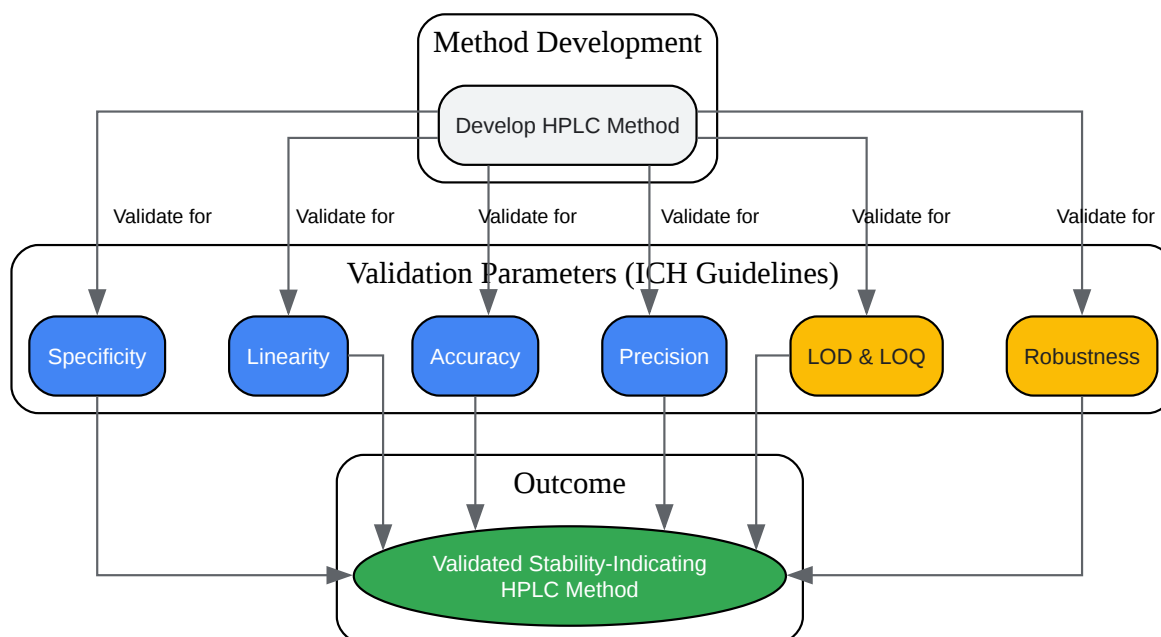 Method Development
Develop HPLC Method
Validate for
Validate for
Validate for
Validate for
Validate for
Validate for
Validation Parameters (ICH Guidelines)
Specificity
Linearity
Accuracy
Precision
LOD & LOQ
Robustness
Outcome
Validated Stability-Indicating
HPLC Method